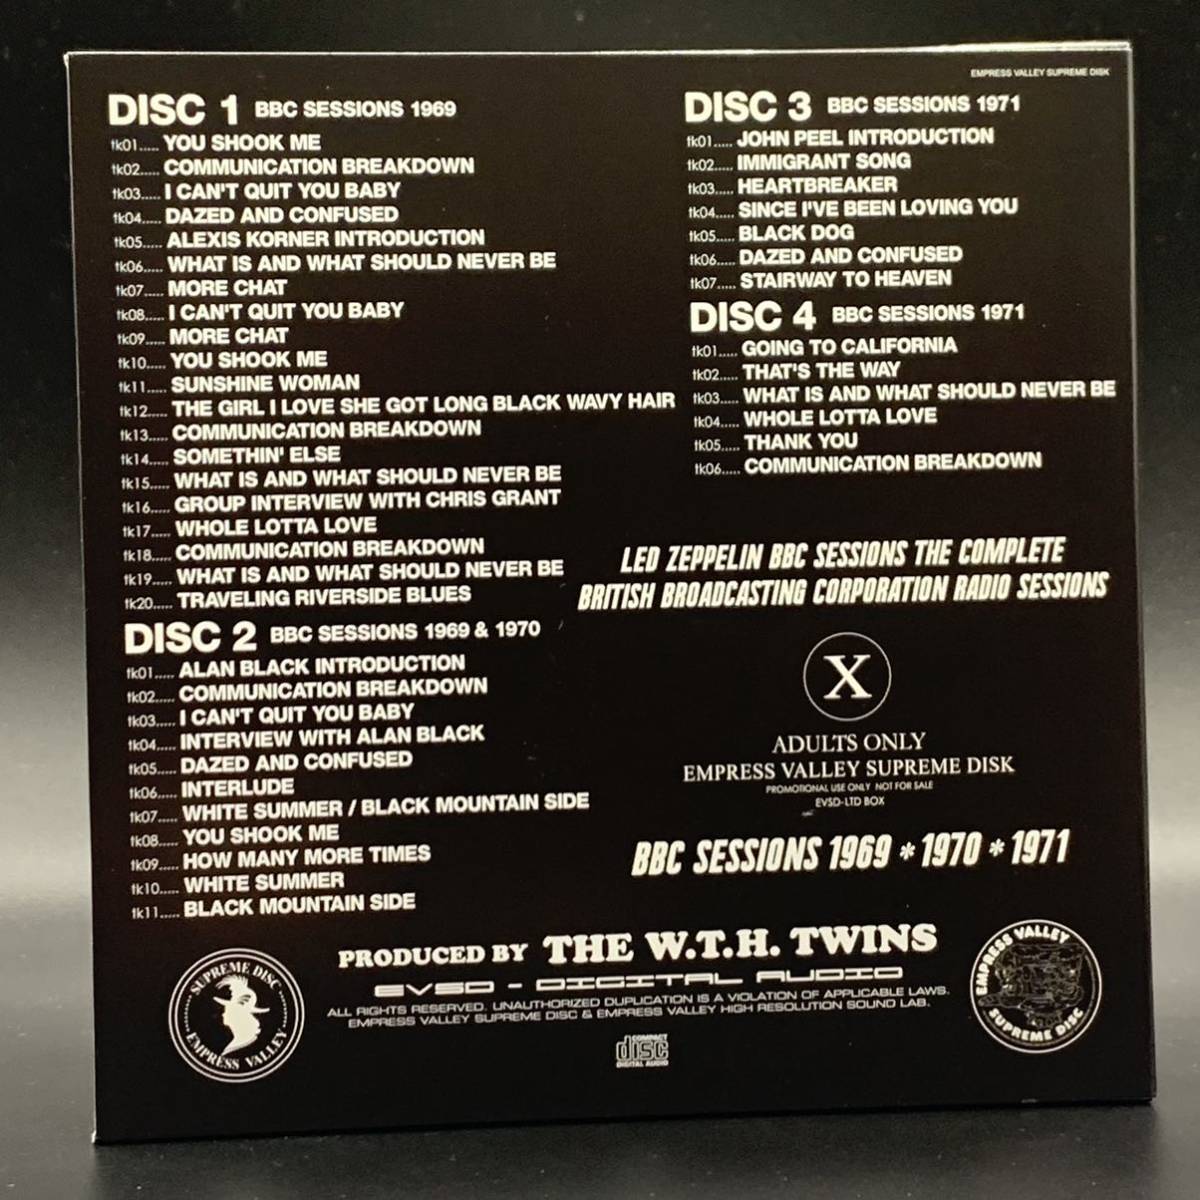 EMPRESS VALLEY SUPREME DISK
DISC 1 BBC SESSIONS 1969
tk01..... YOU SHOOK ME
tk02..... COMMUNICATION BREAKDOWN
tk03..... I CAN'T QUIT YOU BABY
tk04..... DAZED AND CONFUSED
tk05..... ALEXIS KORNER INTRODUCTION
tk06..... WHAT IS AND WHAT SHOULD NEVER BE
tk07..... MORE CHAT
tk08..... I CAN'T QUIT YOU BABY
tk09..... MORE CHAT
tk10..... YOU SHOOK ME
tk11..... SUNSHINE WOMAN
tk12..... THE GIRL I LOVE SHE GOT LONG BLACK WAVY HAIR
tk13..... COMMUNICATION BREAKDOWN
tk14..... SOMETHIN' ELSE
tk15..... WHAT IS AND WHAT SHOULD NEVER BE
tk16..... GROUP INTERVIEW WITH CHRIS GRANT
tk17..... WHOLE LOTTA LOVE
tk18..... COMMUNICATION BREAKDOWN
tk19..... WHAT IS AND WHAT SHOULD NEVER BE
tk20..... TRAVELING RIVERSIDE BLUES
DISC 2 BBC SESSIONS 1969 & 1970
tk01..... ALAN BLACK INTRODUCTION
tk02..... COMMUNICATION BREAKDOWN
tk03..... I CAN'T QUIT YOU BABY
tk04..... INTERVIEW WITH ALAN BLACK
tk05..... DAZED AND CONFUSED
tk06..... INTERLUDE
tk07..... WHITE SUMMER / BLACK MOUNTAIN SIDE
tk08..... YOU SHOOK ME
tk09..... HOW MANY MORE TIMES
tk10..... WHITE SUMMER
tk11..... BLACK MOUNTAIN SIDE
DISC 3 BBC SESSIONS 1971
tk01..... JOHN PEEL INTRODUCTION
tk02..... IMMIGRANT SONG
tk03..... HEARTBREAKER
tk04..... SINCE I'VE BEEN LOVING YOU
tk05..... BLACK DOG
tk06..... DAZED AND CONFUSED
tk07..... STAIRWAY TO HEAVEN
DISC 4 BBC SESSIONS 1971
tk01..... GOING TO CALIFORNIA
tk02..... THAT'S THE WAY
tk03..... WHAT IS AND WHAT SHOULD NEVER BE
tk04..... WHOLE LOTTA LOVE
tk05..... THANK YOU
tk06..... COMMUNICATION BREAKDOWN
LED ZEPPELIN BBC SESSIONS THE COMPLETE
BRITISH BROADCASTING CORPORATION RADIO SESSIONS
X
ADULTS ONLY
EMPRESS VALLEY SUPREME DISK
PROMOTIONAL USE ONLY NOT FOR SALE
EVSD-LTD BOX
BBC SESSIONS 1969 * 1970 * 1971
PRODUCED BY THE W.T.H. TWINS
EVSD - DIGITAL AUDIO
ALL RIGHTS RESERVED. UNAUTHORIZED DUPLICATION IS A VIOLATION OF APPLICABLE LAWS.
EMPRESS VALLEY SUPREME DISC & EMPRESS VALLEY HIGH RESOLUTION SOUND LAB.
SUPREME DISC
EMPRESS VALLEY
EMPRESS VALLEY
SUPREME DISC
COMPACT
disc
DIGITAL AUDIO